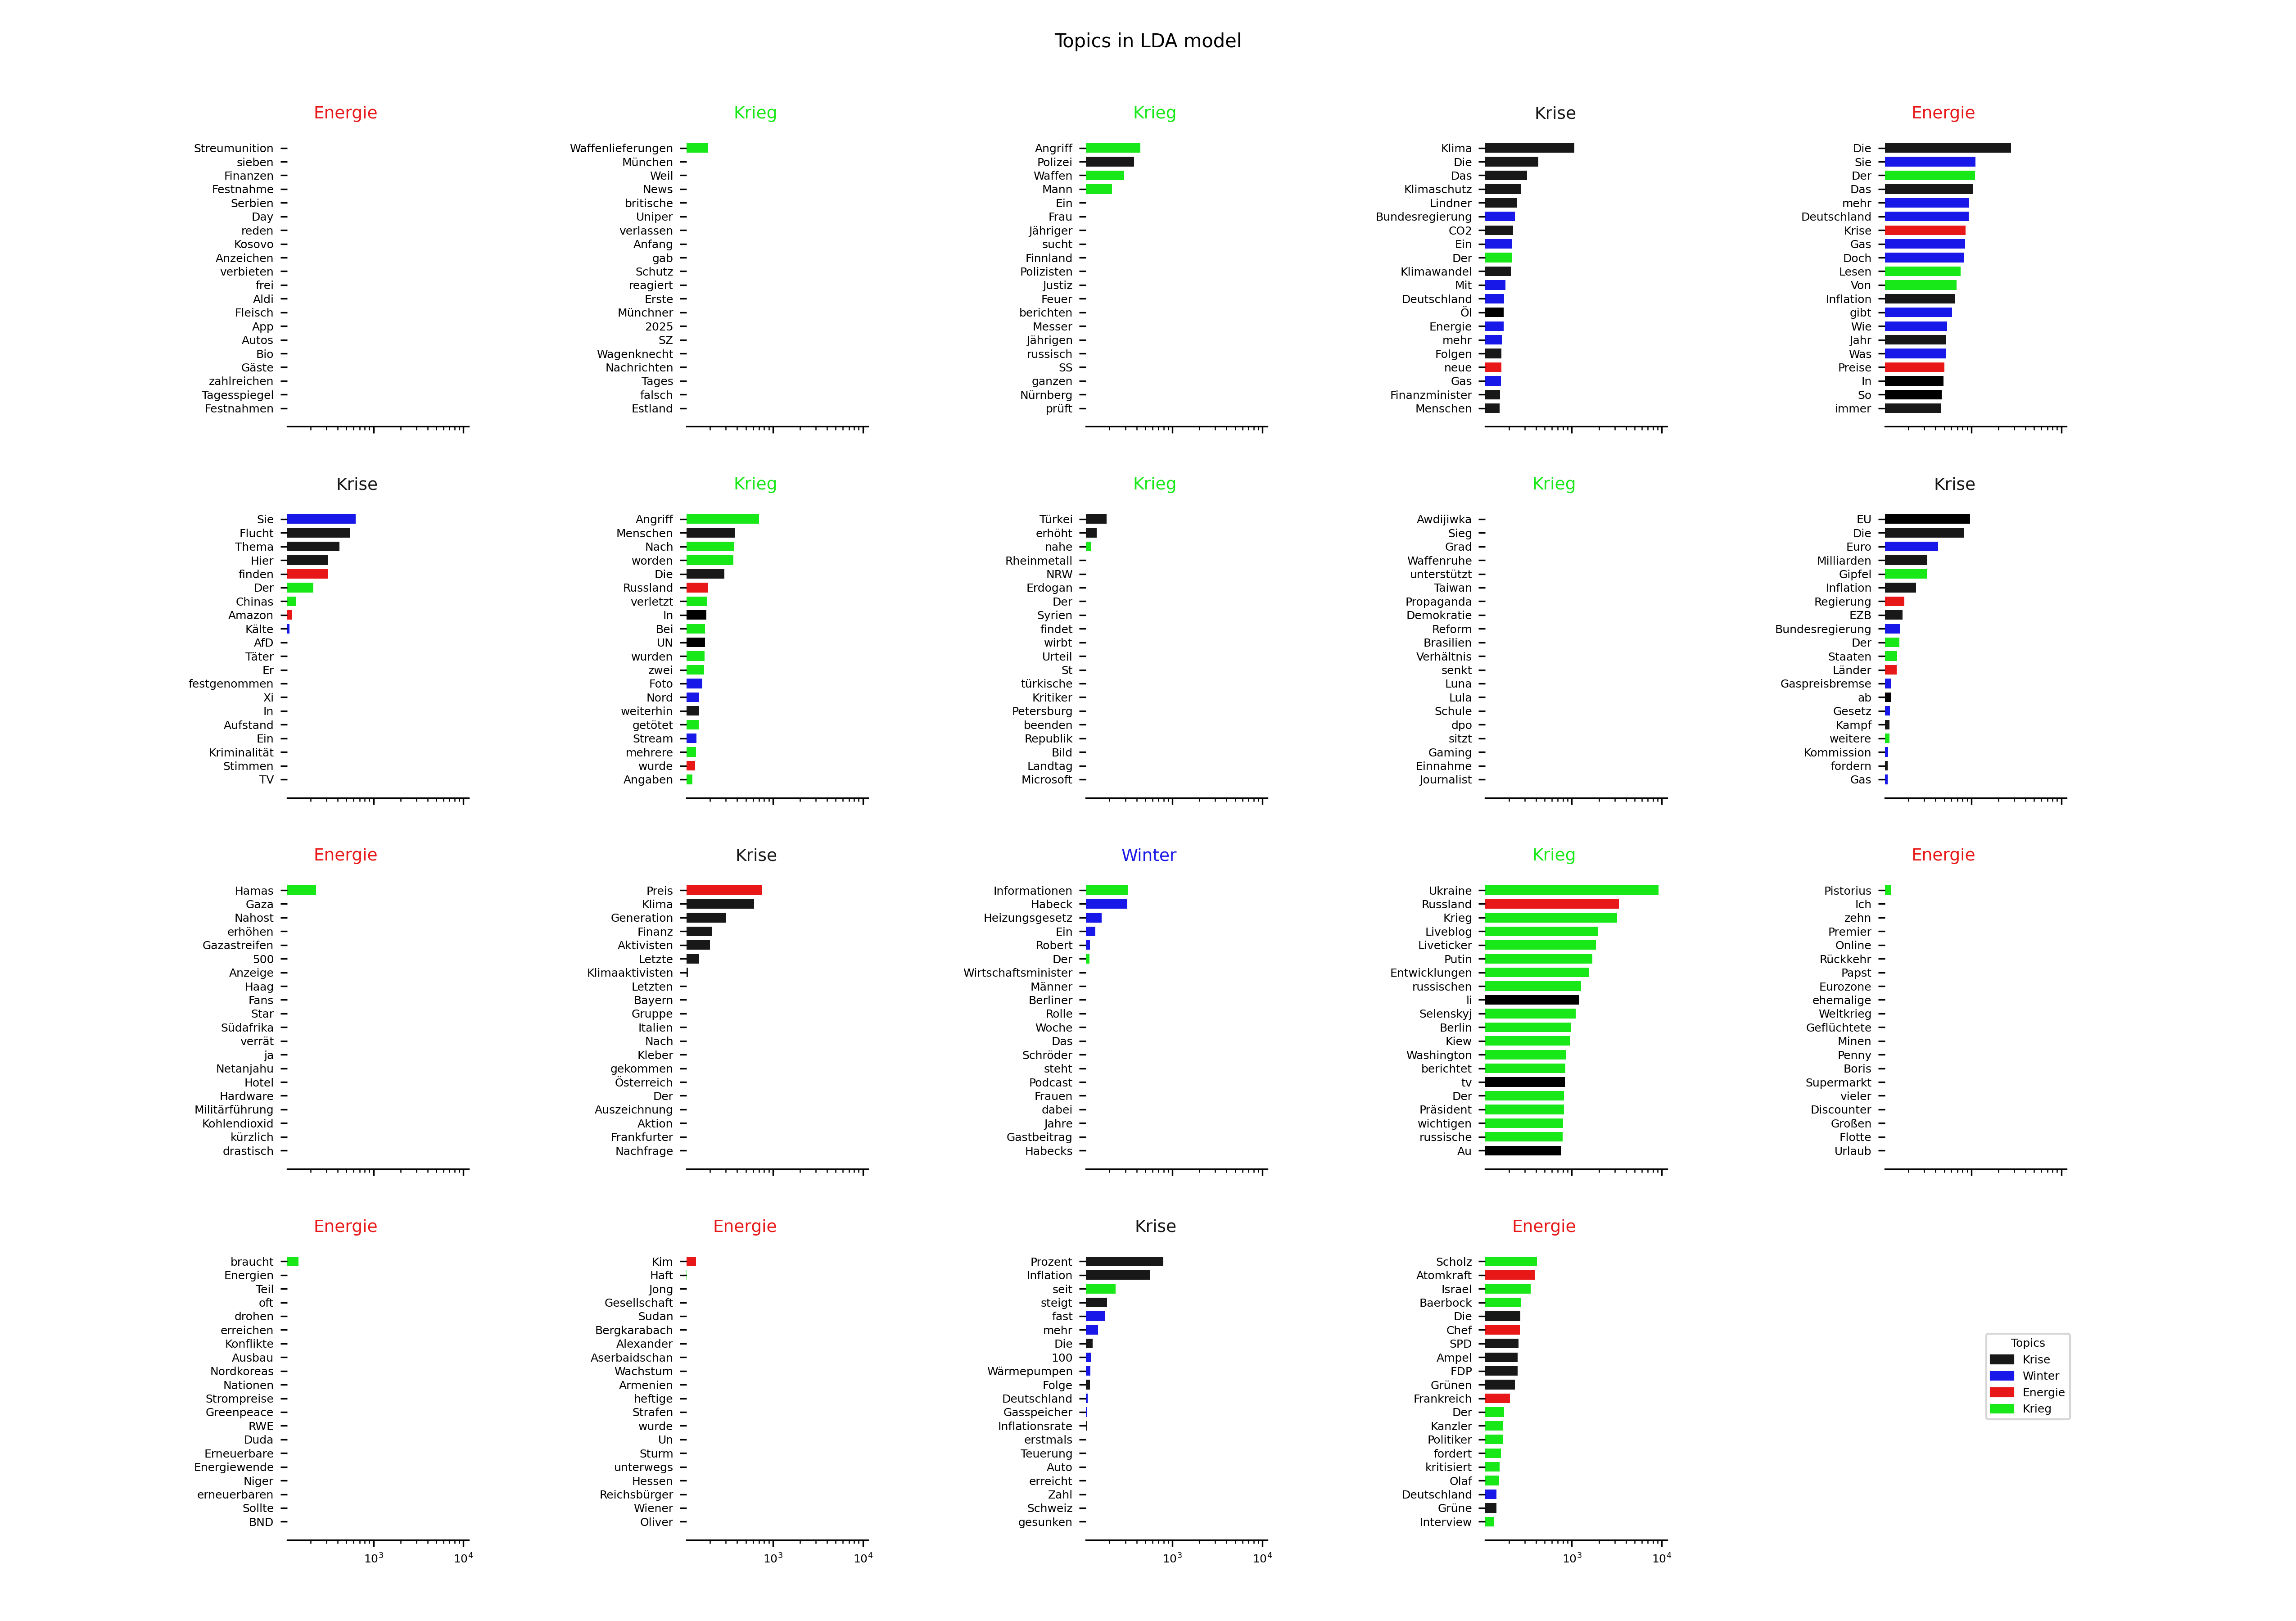 Topics in LDA model
Energie
Streumunition
sieben
Finanzen
Festnahme
Serbien
Day
reden
Kosovo
Anzeichen
verbieten
frei
Aldi
Fleisch
App
Autos
Bio
Gäste
zahlreichen
Tagesspiegel
Festnahmen
Krieg
Waffenlieferungen
München
Weil
News
britische
Uniper
verlassen
Anfang
gab
Schutz
reagiert
Erste
Münchner
2025
SZ
Wagenknecht
Nachrichten
Tages
falsch
Estland
Krieg
Angriff
Polizei
Waffen
Mann
Ein
Frau
Jähriger
sucht
Finnland
Polizisten
Justiz
Feuer
berichten
Messer
Jährigen
russisch
SS
ganzen
Nürnberg
prüft
Krise
Klima
Die
Das
Klimaschutz
Lindner
Bundesregierung
CO2
Ein
Der
Klimawandel
Mit
Deutschland
Öl
Energie
mehr
Folgen
neue
Gas
Finanzminister
Menschen
Energie
Die
Sie
Der
Das
mehr
Deutschland
Krise
Gas
Doch
Lesen
Von
Inflation
gibt
Wie
Jahr
Was
Preise
In
So
immer
Krise
Sie
Flucht
Thema
Hier
finden
Der
Chinas
Amazon
Kälte
AfD
Täter
Er
festgenommen
Xi
In
Aufstand
Ein
Kriminalität
Stimmen
TV
Krieg
Angriff
Menschen
Nach
worden
Die
Russland
verletzt
In
Bei
UN
wurden
zwei
Foto
Nord
weiterhin
getötet
Stream
mehrere
wurde
Angaben
Krieg
Türkei
erhöht
nahe
Rheinmetall
NRW
Erdogan
Der
Syrien
findet
wirbt
Urteil
St
türkische
Kritiker
Petersburg
beenden
Republik
Bild
Landtag
Microsoft
Krieg
Awdijiwka
Sieg
Grad
Waffenruhe
unterstützt
Taiwan
Propaganda
Demokratie
Reform
Brasilien
Verhältnis
senkt
Luna
Lula
Schule
dpo
sitzt
Gaming
Einnahme
Journalist
Krise
EU
Die
Euro
Milliarden
Gipfel
Inflation
Regierung
EZB
Bundesregierung
Der
Staaten
Länder
Gaspreisbremse
ab
Gesetz
Kampf
weitere
Kommission
fordern
Gas
Energie
Hamas
Gaza
Nahost
erhöhen
Gazastreifen
500
Anzeige
Haag
Fans
Star
Südafrika
verrät
ja
Netanjahu
Hotel
Hardware
Militärführung
Kohlendioxid
kürzlich
drastisch
Krise
Preis
Klima
Generation
Finanz
Aktivisten
Letzte
Klimaaktivisten
Letzten
Bayern
Gruppe
Italien
Nach
Kleber
gekommen
Österreich
Der
Auszeichnung
Aktion
Frankfurter
Nachfrage
Winter
Informationen
Habeck
Heizungsgesetz
Ein
Robert
Der
Wirtschaftsminister
Männer
Berliner
Rolle
Woche
Das
Schröder
steht
Podcast
Frauen
dabei
Jahre
Gastbeitrag
Habecks
Krieg
Ukraine
Russland
Krieg
Liveblog
Liveticker
Putin
Entwicklungen
russischen
li
Selenskyj
Berlin
Kiew
Washington
berichtet
tv
Der
Präsident
wichtigen
russische
Au
Energie
Pistorius
Ich
zehn
Premier
Online
Rückkehr
Papst
Eurozone
ehemalige
Weltkrieg
Geflüchtete
Minen
Penny
Boris
Supermarkt
vieler
Discounter
Großen
Flotte
Urlaub
Energie
braucht
Energien
Teil
oft
drohen
erreichen
Konflikte
Ausbau
Nordkoreas
Nationen
Strompreise
Greenpeace
RWE
Duda
Erneuerbare
Energiewende
Niger
erneuerbaren
Sollte
BND
10³ 10⁴
Energie
Kim
Haft
Jong
Gesellschaft
Sudan
Bergkarabach
Alexander
Aserbaidschan
Wachstum
Armenien
heftige
Strafen
wurde
Un
Sturm
unterwegs
Hessen
Reichsbürger
Wiener
Oliver
10³ 10⁴
Krise
Prozent
Inflation
seit
steigt
fast
mehr
Die
100
Wärmepumpen
Folge
Deutschland
Gasspeicher
Inflationsrate
erstmals
Teuerung
Auto
erreicht
Zahl
Schweiz
gesunken
10³ 10⁴
Energie
Scholz
Atomkraft
Israel
Baerbock
Die
Chef
SPD
Ampel
FDP
Grünen
Frankreich
Der
Kanzler
Politiker
fordert
kritisiert
Olaf
Deutschland
Grüne
Interview
10³ 10⁴
Topics
Krise
Winter
Energie
Krieg